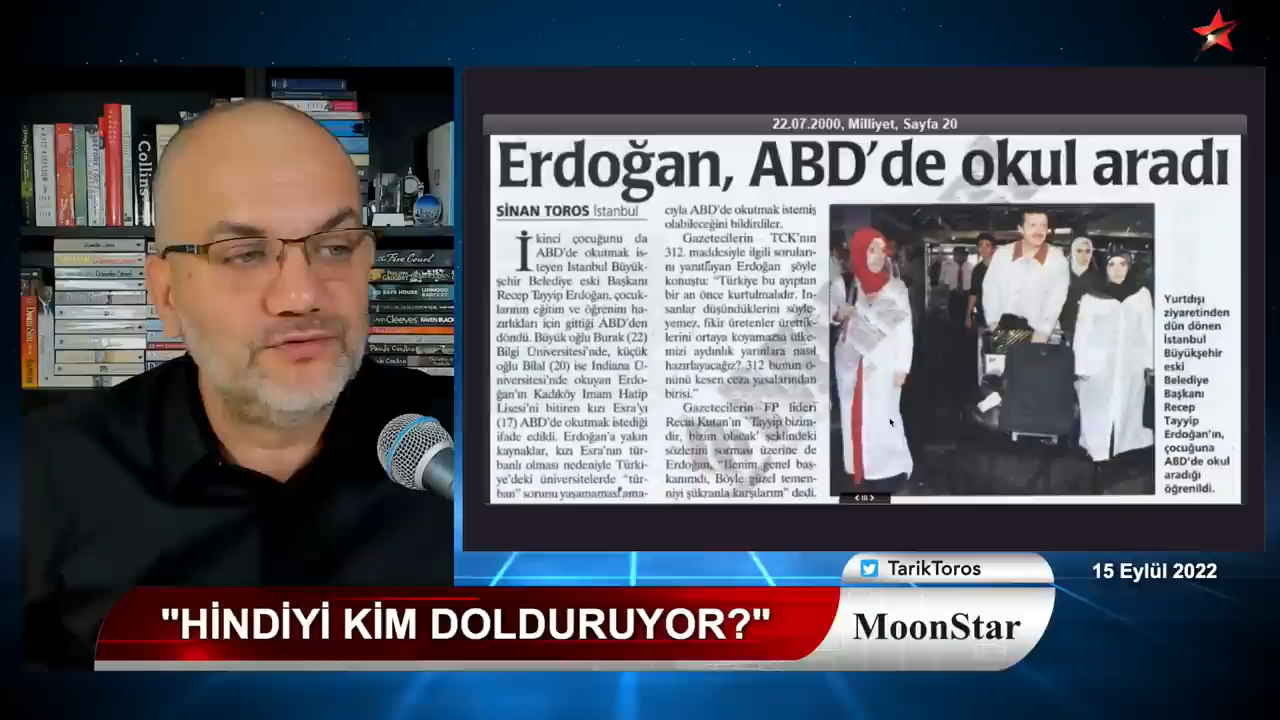 22.07.2000, Milliyet, Sayfa 20
Erdoğan, ABD'de okul aradı
SİNAN TOROS İstanbul
İkinci çocuğunu da
ABD'de okutmak is-
teyen İstanbul Büyük-
şehir Belediye eski Başkanı
Recep Tayyip Erdoğan, çocuk-
larının eğitim ve öğrenim ha-
zırlıkları için gittiği ABD'den
döndü. Büyük oğlu Burak (22)
Bilgi Üniversitesi'nde, küçük
oğlu Bilal (20) ise Indiana Ü-
niversitesi'nde okuyan Erdo-
ğan'ın Kadıköy İmam Hatip
Lisesi'ni bitiren kızı Esra'yı
(17) ABD'de okutmak istediği
ifade edildi. Erdoğan'a yakın
kaynaklar, kızı Esra'nın tür-
banlı olması nedeniyle Türki-
ye'deki üniversitelerde "tür-
ban" sorunu yaşamaması ama-
cıyla ABD'de okutmak istemiş
olabileceğini bildirdiler.
Gazetecilerin TCK'nın
312. maddesiyle ilgili soruları-
nı yanıtlayan Erdoğan şöyle
konuştu: "Türkiye bu ayıptan
bir an önce kurtulmalıdır. İn-
sanlar düşündüklerini söyle-
yemez, fikir üretenler ürettik-
lerini ortaya koyamazsa ülke-
mizi aydınlık yarınlara nasıl
hazırlayacağız? 312 bunun ö-
nünü kesen ceza yasalarından
birisi."
Gazetecilerin FP lideri
Recai Kutan'ın 'Tayyip bizim-
dir, bizim olacak' şeklindeki
sözlerini sorması üzerine de
Erdoğan, "Benim genel baş-
kanımdı, Böyle güzel temen-
niyi şükranla karşılarım" dedi.
Yurtdışı
ziyaretinden
dün dönen
İstanbul
Büyükşehir
eski
Belediye
Başkanı
Recep
Tayyip
Erdoğan'ın,
çocuğuna
ABD'de okul
aradığı
öğrenildi.
Collins
TarikToros
15 Eylül 2022
"HİNDİYİ KİM DOLDURUYOR?"
MoonStar